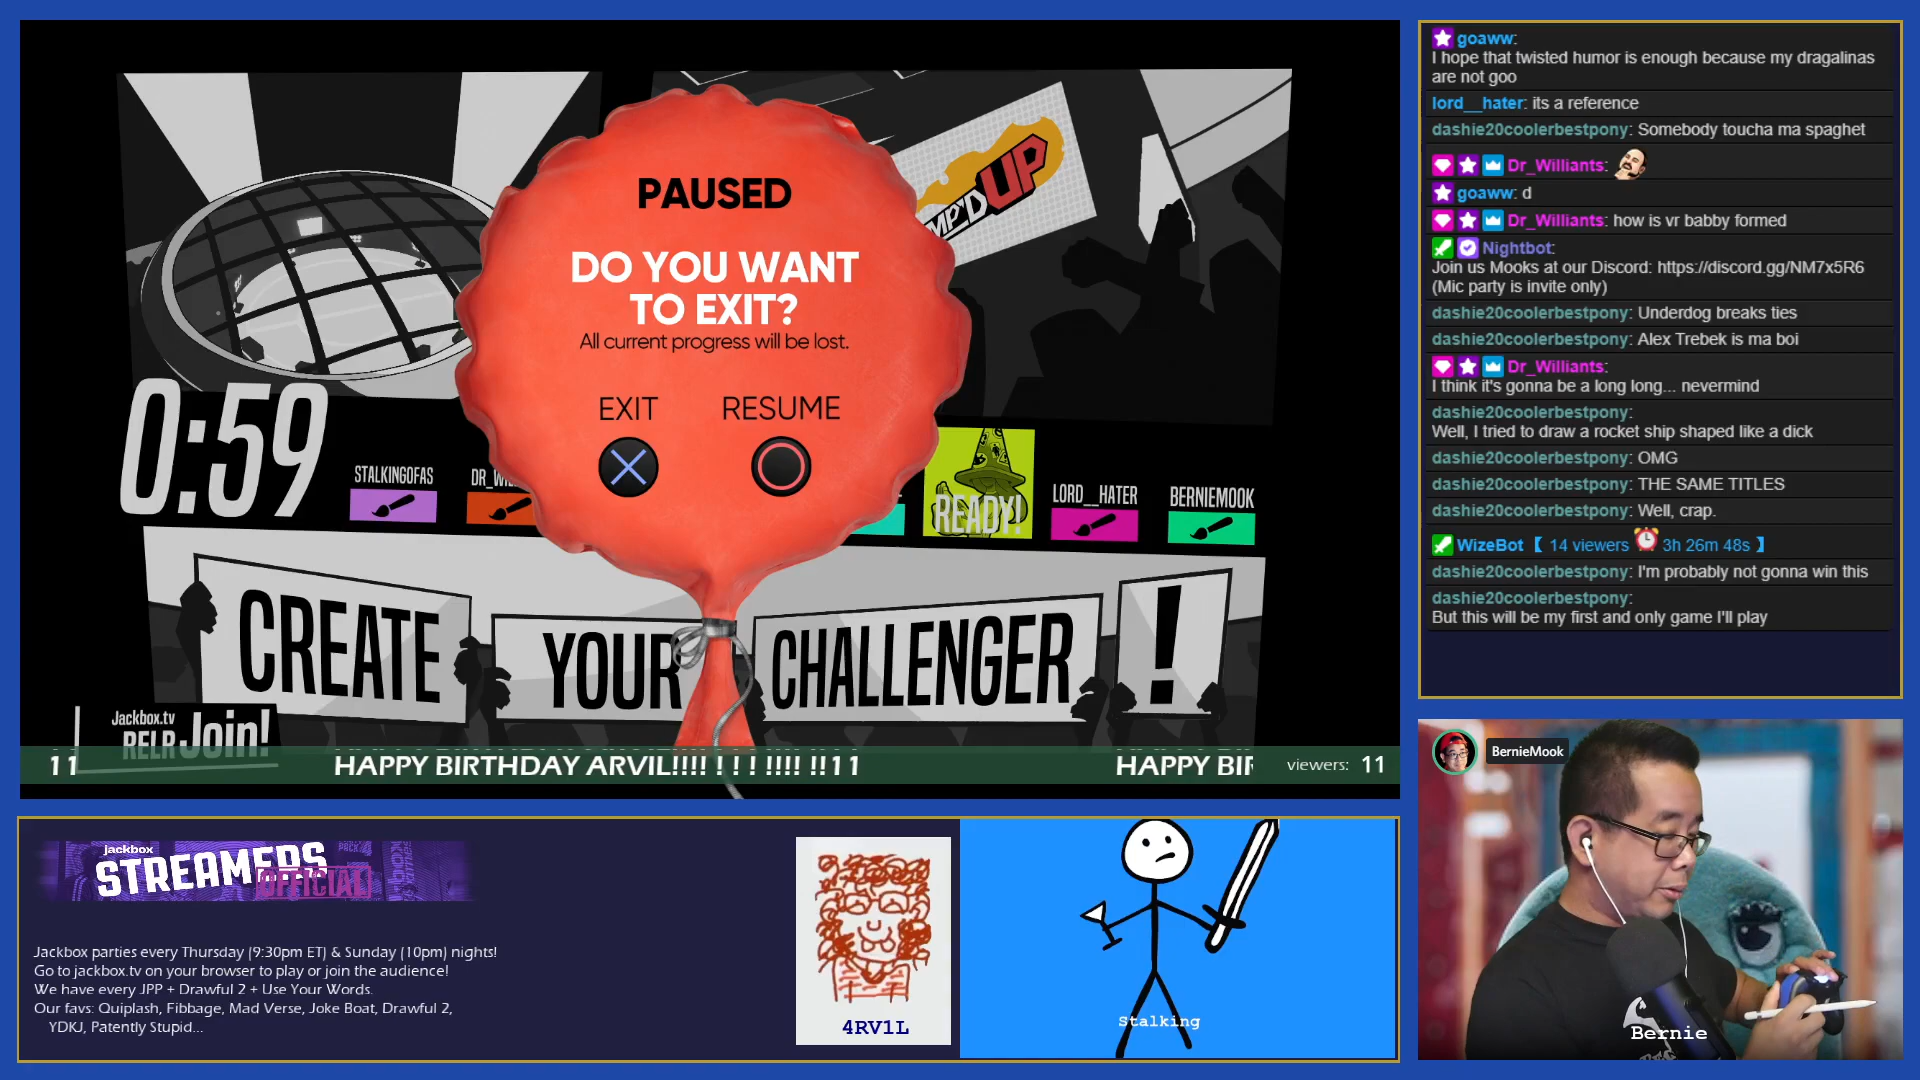 PAUSED
DO YOU WANT
TO EXIT?
All current progress will be lost.
EXIT RESUME
MP'D UP
0:59
STALKINGOFAS
READY!
LORD__HATER
BERNIEMOOK
CREATE YOUR CHALLENGER !
Jackbox.tv
RELR Join!
11 HAPPY BIRTHDAY ARVIL!!!! ! ! ! !!!! !!11 HAPPY BIR viewers: 11
jackbox
STREAMERS
OFFICIAL
Jackbox parties every Thursday (9:30pm ET) & Sunday (10pm) nights!
Go to jackbox.tv on your browser to play or join the audience!
We have every JPP + Drawful 2 + Use Your Words.
Our favs: Quiplash, Fibbage, Mad Verse, Joke Boat, Drawful 2,
YDKJ, Patently Stupid...
4RV1L
Stalking
goaww:
I hope that twisted humor is enough because my dragalinas
are not goo
lord__hater: its a reference
dashie20coolerbestpony: Somebody toucha ma spaghet
Dr_Williants:
goaww: d
Dr_Williants: how is vr babby formed
Nightbot:
Join us Mooks at our Discord: https://discord.gg/NM7x5R6
(Mic party is invite only)
dashie20coolerbestpony: Underdog breaks ties
dashie20coolerbestpony: Alex Trebek is ma boi
Dr_Williants:
I think it's gonna be a long long... nevermind
dashie20coolerbestpony:
Well, I tried to draw a rocket ship shaped like a dick
dashie20coolerbestpony: OMG
dashie20coolerbestpony: THE SAME TITLES
dashie20coolerbestpony: Well, crap.
WizeBot 【 14 viewers 3h 26m 48s 】
dashie20coolerbestpony: I'm probably not gonna win this
dashie20coolerbestpony:
But this will be my first and only game I'll play
BernieMook
Bernie